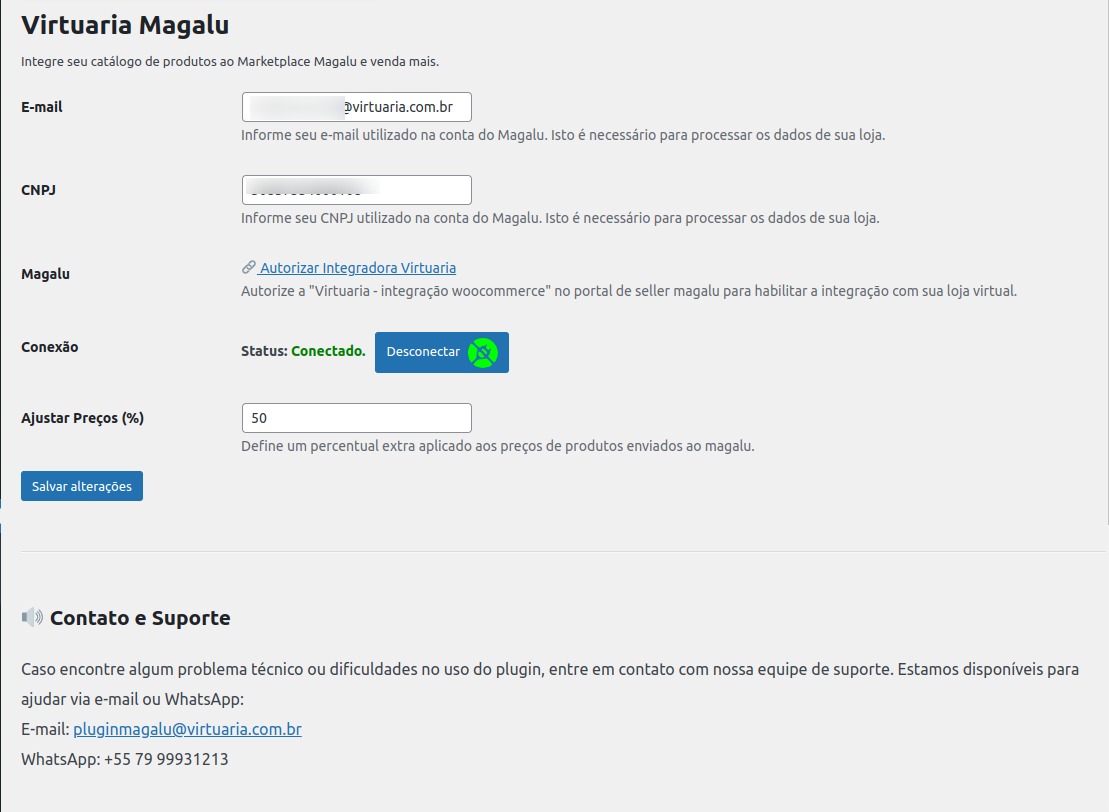 Virtuaria Magalu
Integre seu catálogo de produtos ao Marketplace Magalu e venda mais.
E-mail
@virtuaria.com.br
Informe seu e-mail utilizado na conta do Magalu. Isto é necessário para processar os dados de sua loja.
CNPJ
Informe seu CNPJ utilizado na conta do Magalu. Isto é necessário para processar os dados de sua loja.
Magalu
Autorizar Integradora Virtuaria
Autorize a "Virtuaria - integração woocommerce" no portal de seller magalu para habilitar a integração com sua loja virtual.
Conexão
Status: Conectado.
Desconectar
Ajustar Preços (%)
50
Define um percentual extra aplicado aos preços de produtos enviados ao magalu.
Salvar alterações
Contato e Suporte
Caso encontre algum problema técnico ou dificuldades no uso do plugin, entre em contato com nossa equipe de suporte. Estamos disponíveis para
ajudar via e-mail ou WhatsApp:
E-mail: pluginmagalu@virtuaria.com.br
WhatsApp: +55 79 99931213